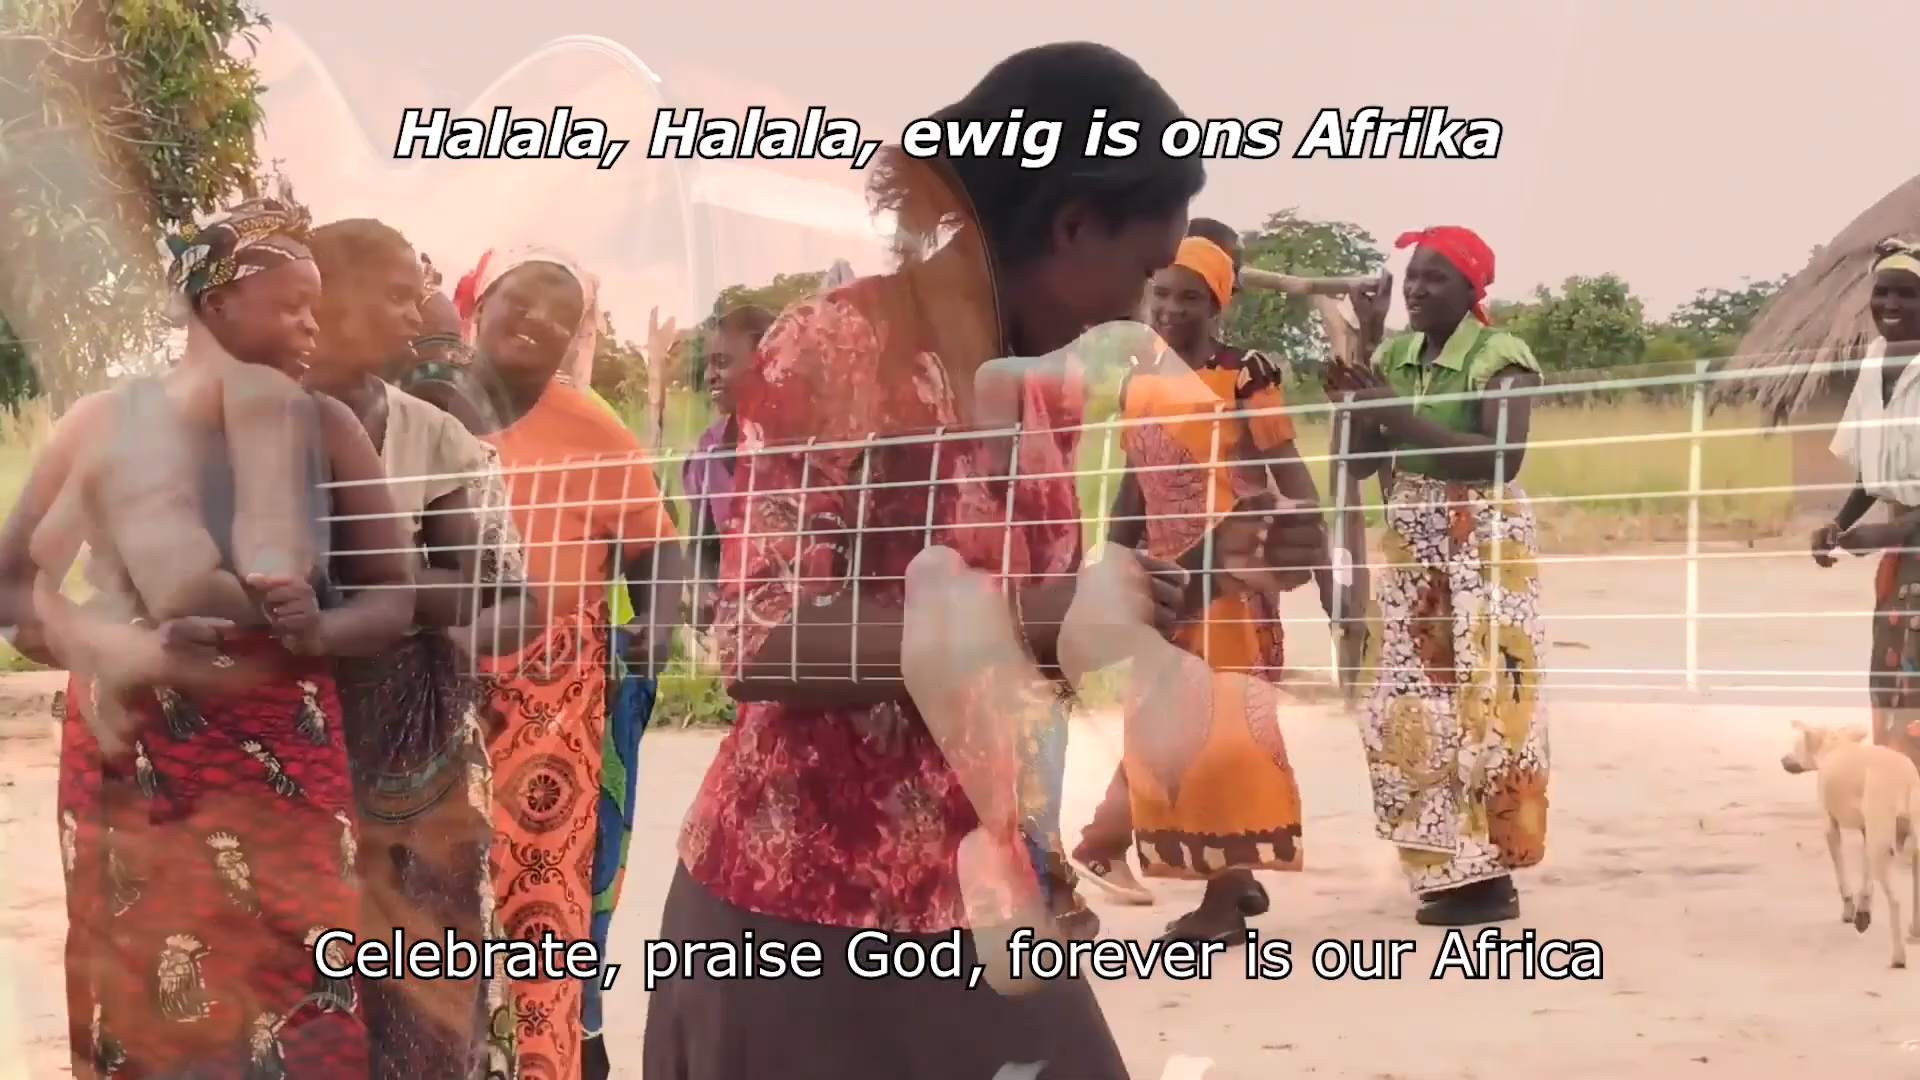 Halala, Halala, ewig is ons Afrika
Celebrate, praise God, forever is our Africa